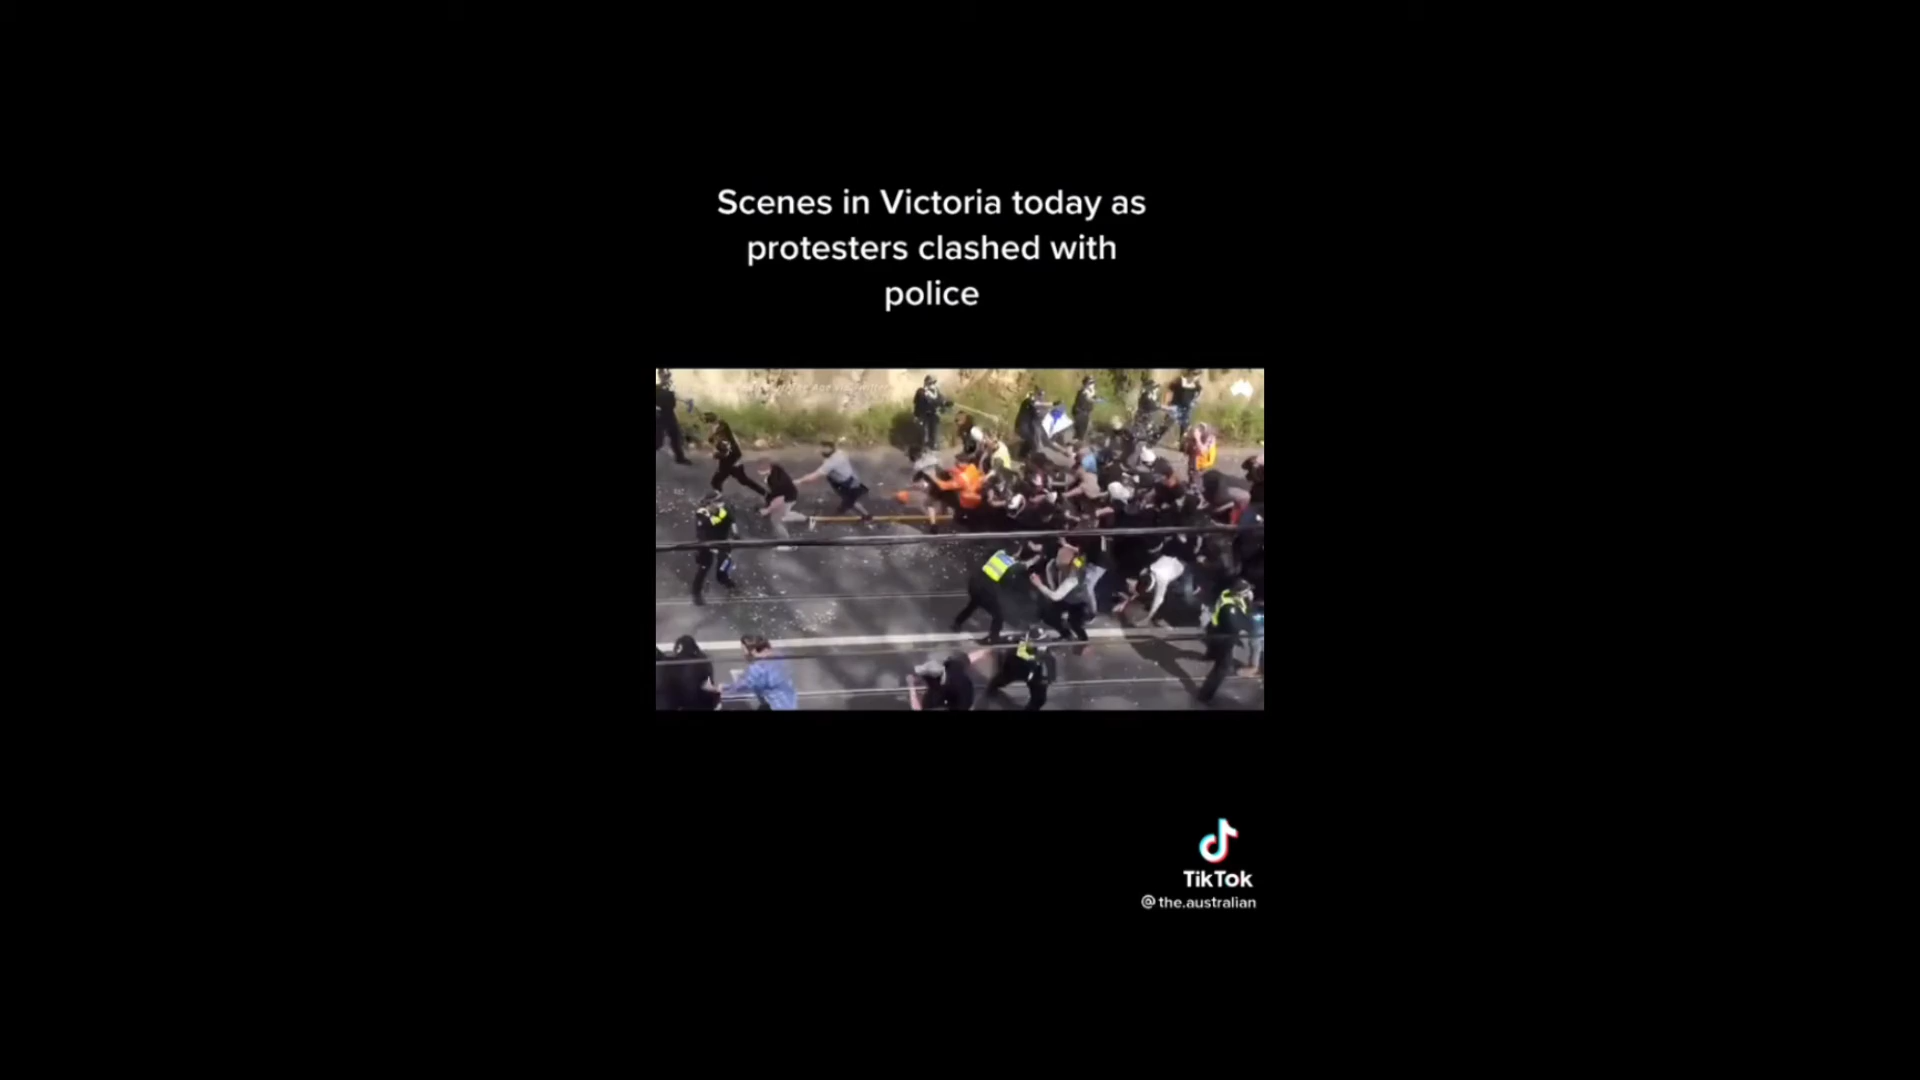 Scenes in Victoria today as
protesters clashed with
police
TikTok
@the.australian